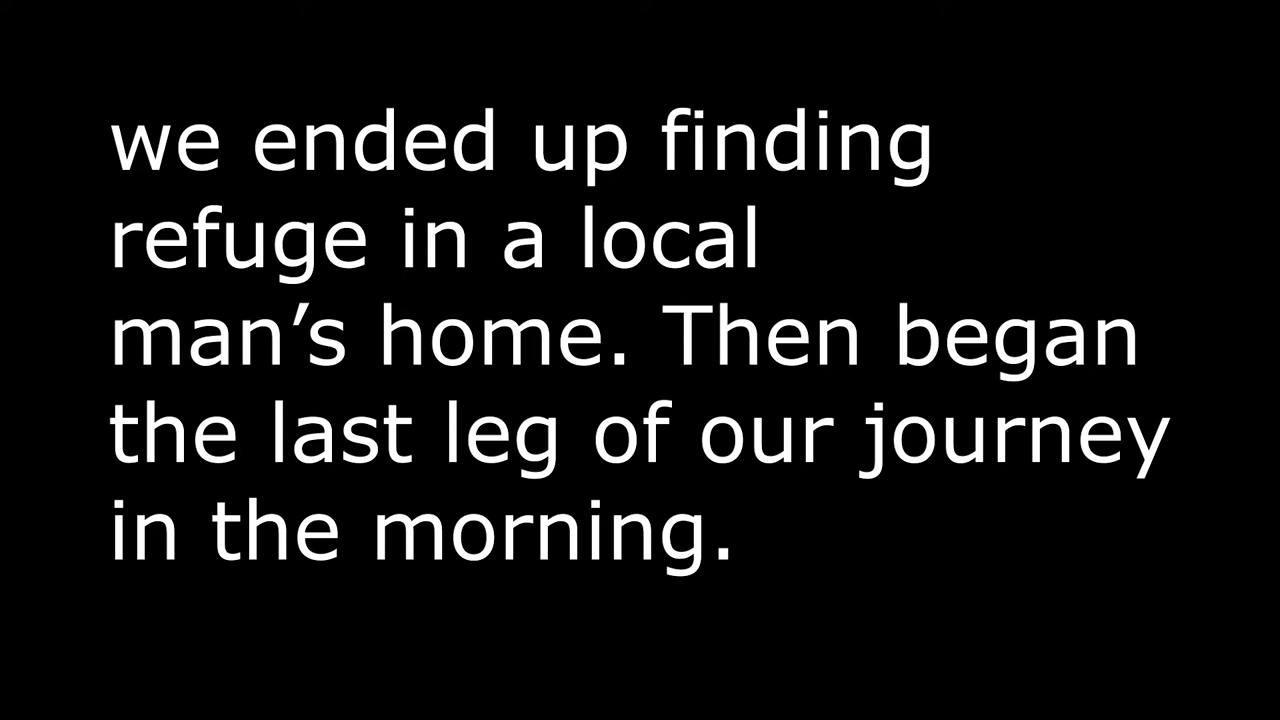 we ended up finding
refuge in a local
man’s home. Then began
the last leg of our journey
in the morning.